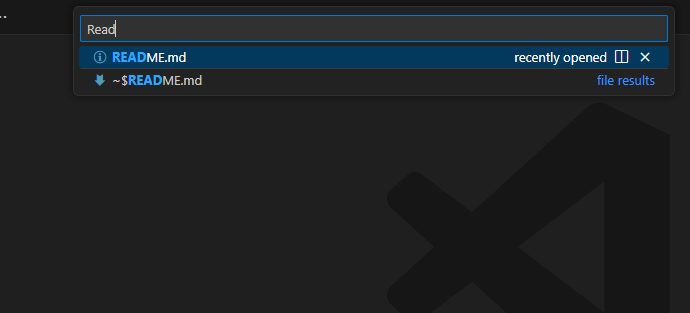 Read
README.md recently opened
~$README.md file results